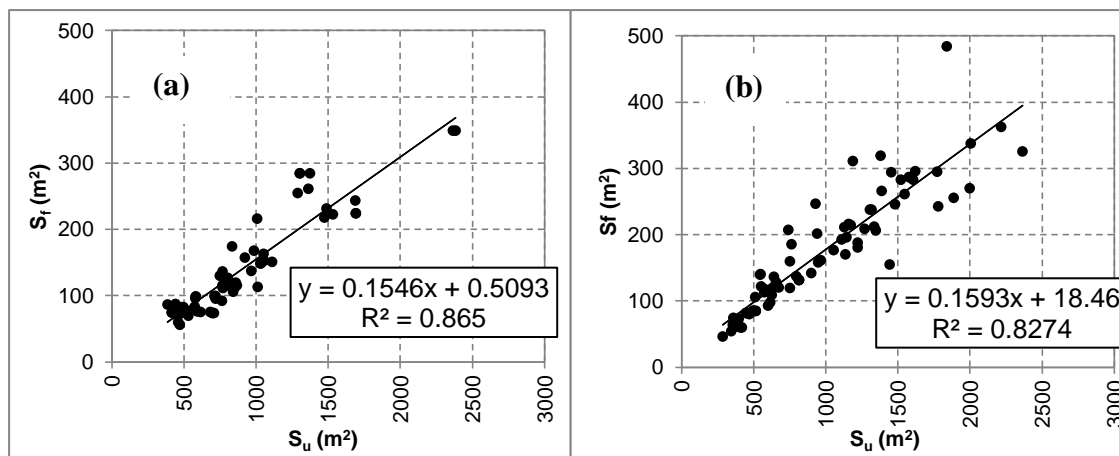 (a)
500
400
300
200
100
0
S_f (m²)
y = 0.1546x + 0.5093
R² = 0.865
0
500
1000
1500
2000
2500
3000
S_u (m²)
(b)
500
400
300
200
100
0
Sf (m²)
y = 0.1593x + 18.46
R² = 0.8274
0
500
1000
1500
2000
2500
3000
S_u (m²)